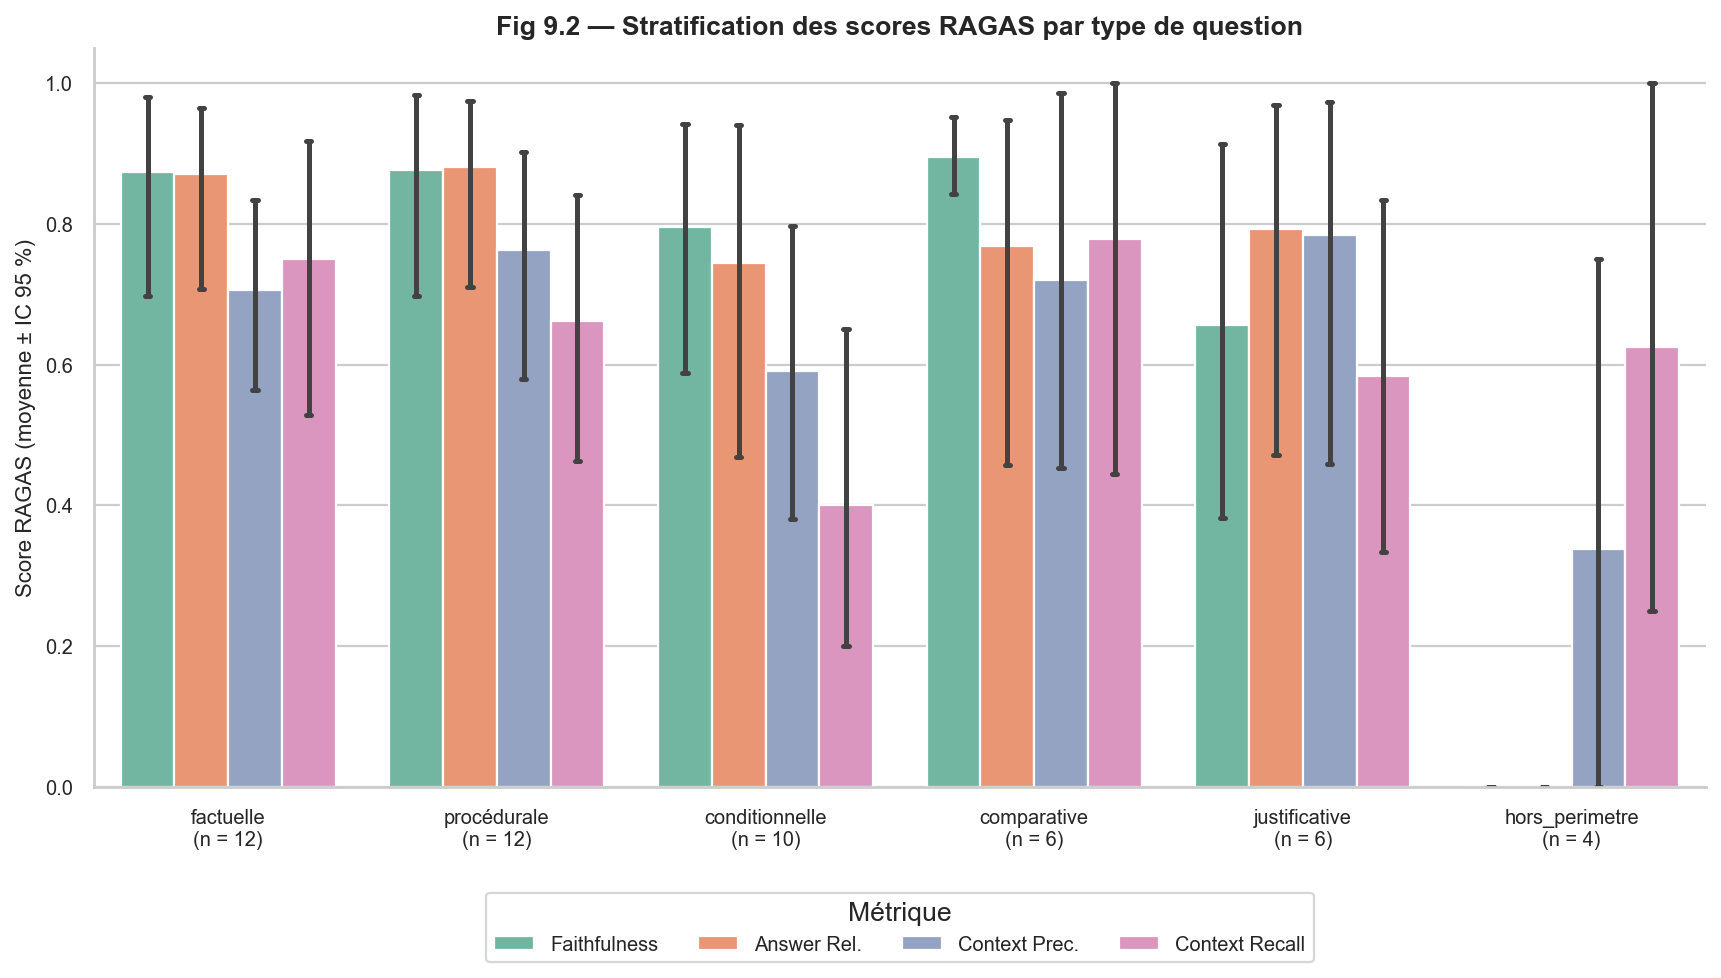 Fig 9.2 — Stratification des scores RAGAS par type de question
Score RAGAS (moyenne ± IC 95 %)
1.0
0.8
0.6
0.4
0.2
0.0
factuelle
(n = 12)
procédurale
(n = 12)
conditionnelle
(n = 10)
comparative
(n = 6)
justificative
(n = 6)
hors_perimetre
(n = 4)
Métrique
Faithfulness
Answer Rel.
Context Prec.
Context Recall